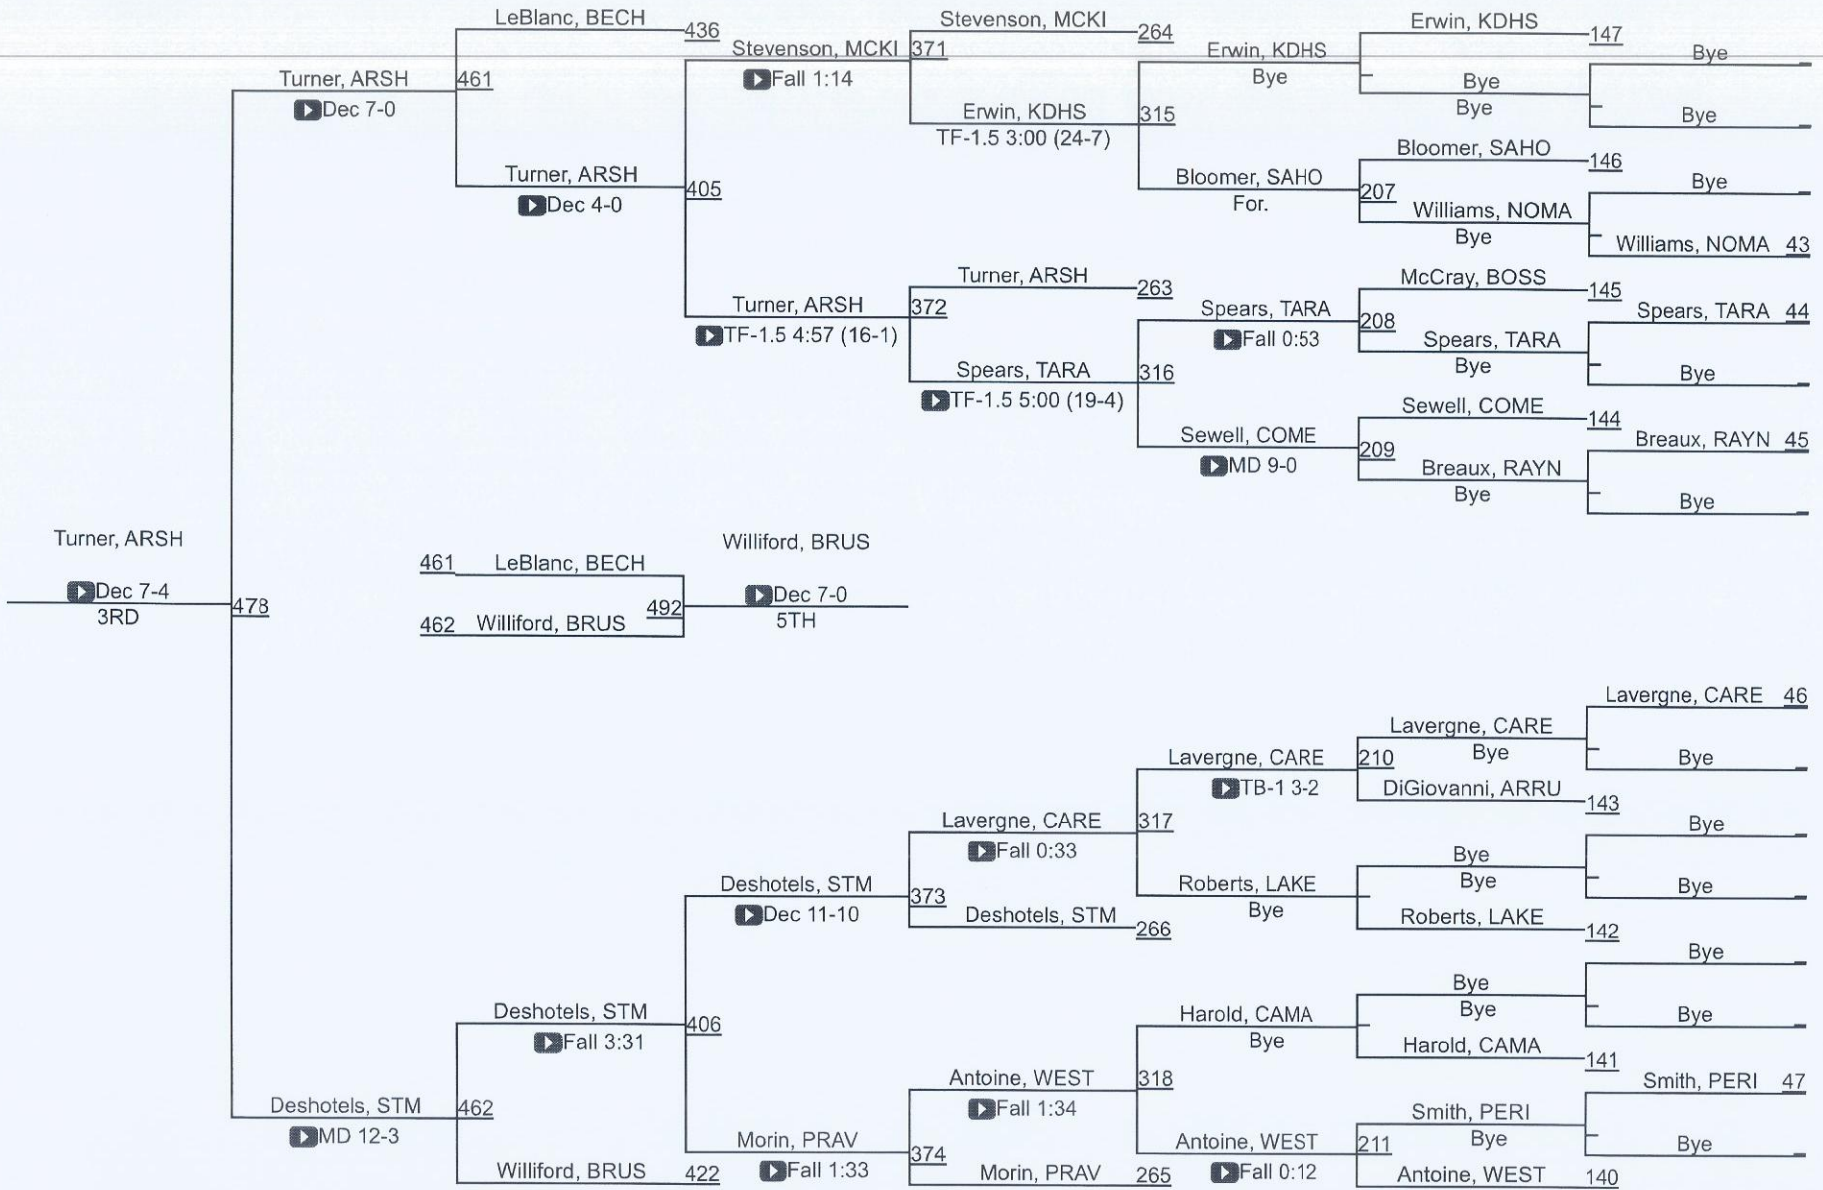 LeBlanc, BECH
436
Stevenson, MCKI
264
Erwin, KDHS
147
Bye
Stevenson, MCKI
371
Fall 1:14
Erwin, KDHS
Bye
Turner, ARSH
461
Dec 7-0
Bye
Bye
Bye
Erwin, KDHS
315
TF-1.5 3:00 (24-7)
Bloomer, SAHO
146
Bye
Turner, ARSH
405
Dec 4-0
Bloomer, SAHO
207
For.
Williams, NOMA
Bye
Williams, NOMA 43
Turner, ARSH
263
McCray, BOSS
145
Turner, ARSH
372
TF-1.5 4:57 (16-1)
Spears, TARA
208
Fall 0:53
Spears, TARA 44
Spears, TARA
Bye
Spears, TARA
316
TF-1.5 5:00 (19-4)
Bye
Sewell, COME
144
Sewell, COME
209
MD 9-0
Breaux, RAYN 45
Breaux, RAYN
Bye
Bye
Turner, ARSH
Dec 7-4
3RD
478
461 LeBlanc, BECH
462 Williford, BRUS
492
Williford, BRUS
Dec 7-0
5TH
Lavergne, CARE 46
Lavergne, CARE
Bye
Lavergne, CARE
210
TB-1 3-2
Bye
DiGiovanni, ARRU
143
Lavergne, CARE
317
Fall 0:33
Bye
Bye
Bye
Deshotels, STM
373
Dec 11-10
Roberts, LAKE
Bye
Bye
Deshotels, STM
266
Roberts, LAKE
142
Bye
Deshotels, STM
406
Fall 3:31
Bye
Bye
Harold, CAMA
Bye
Bye
Harold, CAMA
141
Antoine, WEST
318
Fall 1:34
Smith, PERI 47
Deshotels, STM
462
MD 12-3
Smith, PERI
Bye
Morin, PRAV
374
Fall 1:33
Antoine, WEST
211
Fall 0:12
Bye
Williford, BRUS
422
Morin, PRAV
265
Antoine, WEST
140